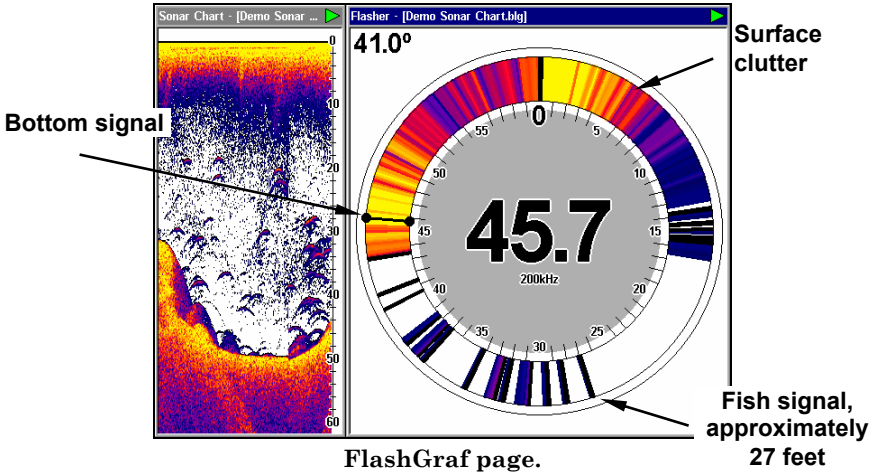 Sonar Chart - [Demo Sonar ...
Flasher - [Demo Sonar Chart.blg]
41.0º
Surface
clutter
Bottom signal
0
10
20
30
40
50
60
0
5
10
15
20
25
30
35
40
45
50
55
45.7
200kHz
Fish signal,
approximately
27 feet
FlashGraf page.